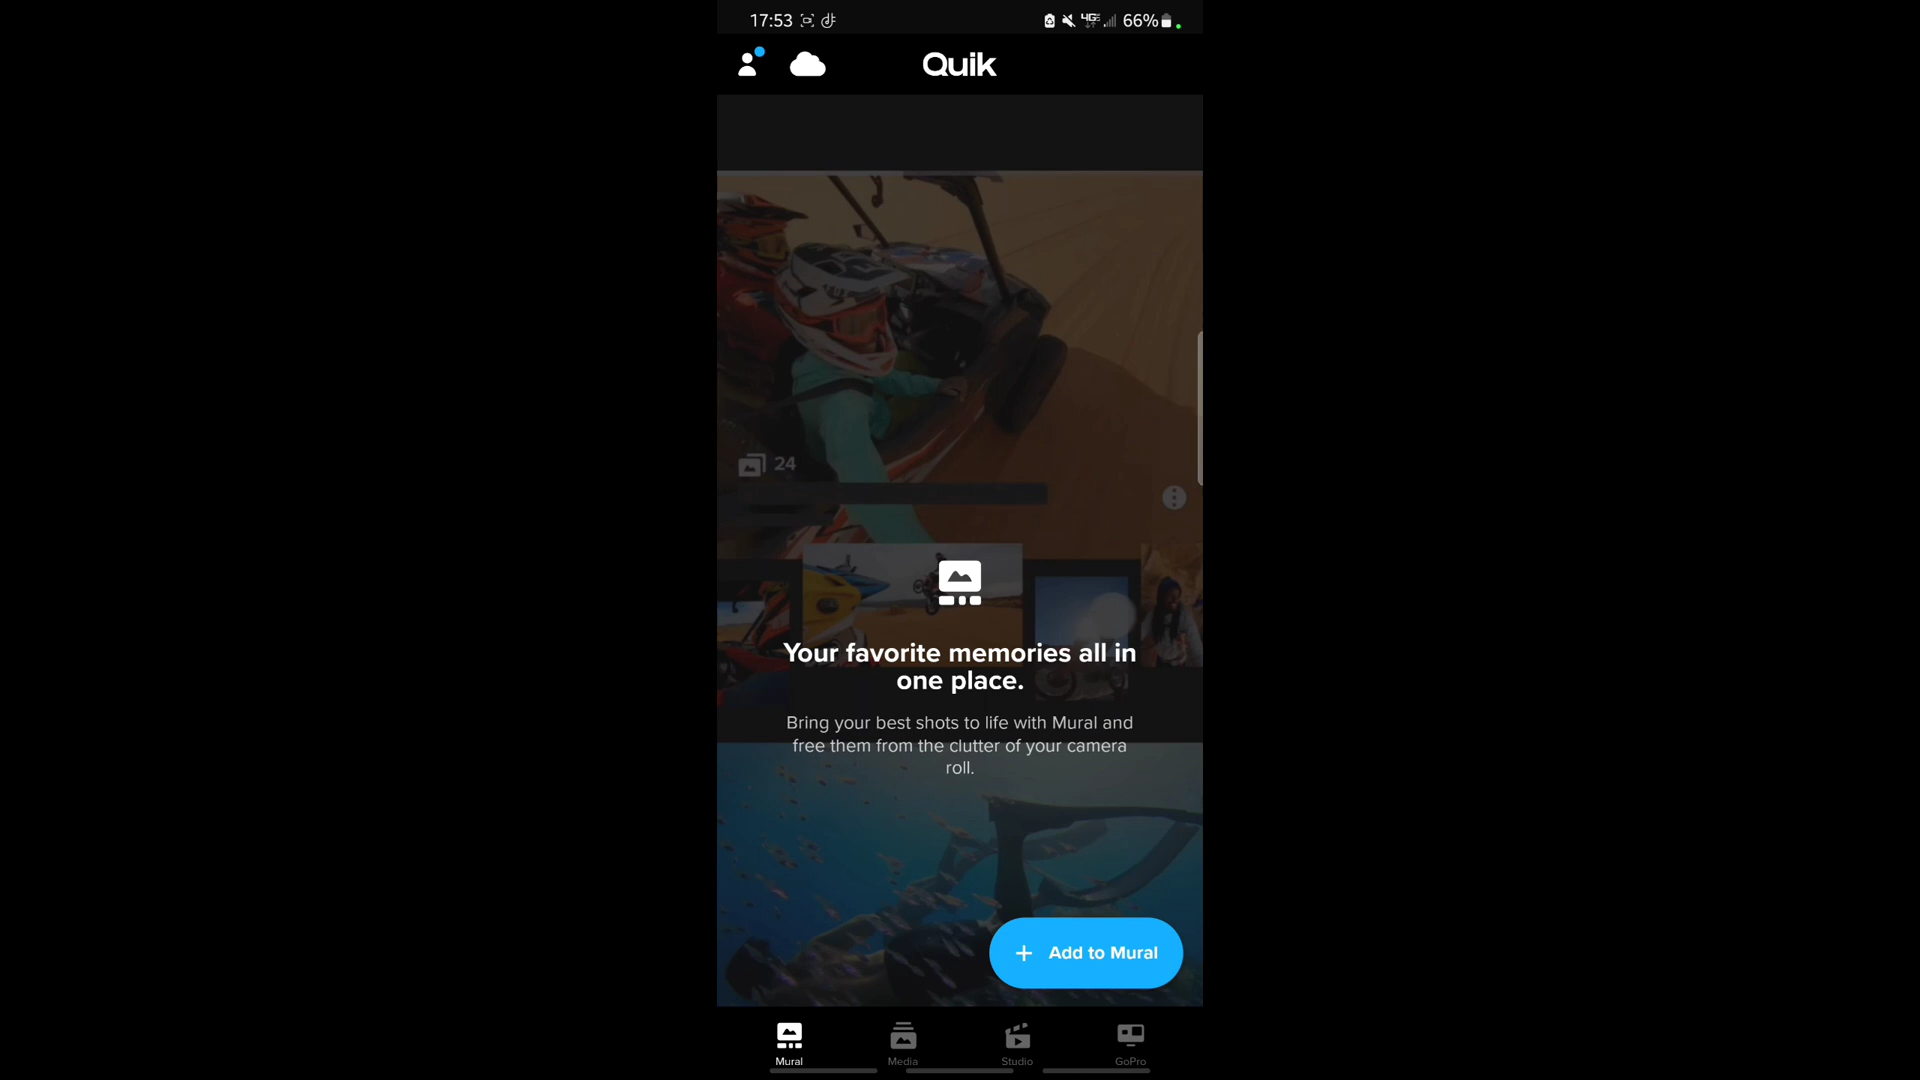 17:53 4GE 66%
Quik
24
Your favorite memories all in
one place.
Bring your best shots to life with Mural and
free them from the clutter of your camera
roll.
+ Add to Mural
Mural Media Studio GoPro